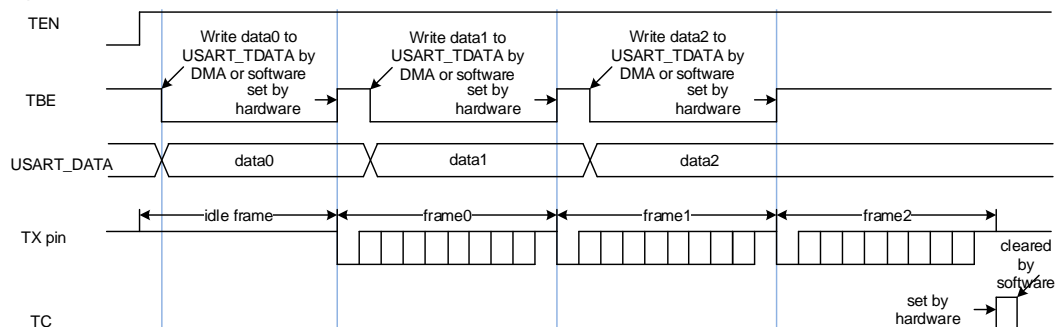 TEN
Write data0 to
USART_TDATA by
DMA or software
Write data1 to
USART_TDATA by
DMA or software
Write data2 to
USART_TDATA by
DMA or software
TBE
set by
hardware
set by
hardware
set by
hardware
USART_DATA
data0
data1
data2
idle frame
frame0
frame1
frame2
TX pin
cleared
by
software
set by
hardware
TC